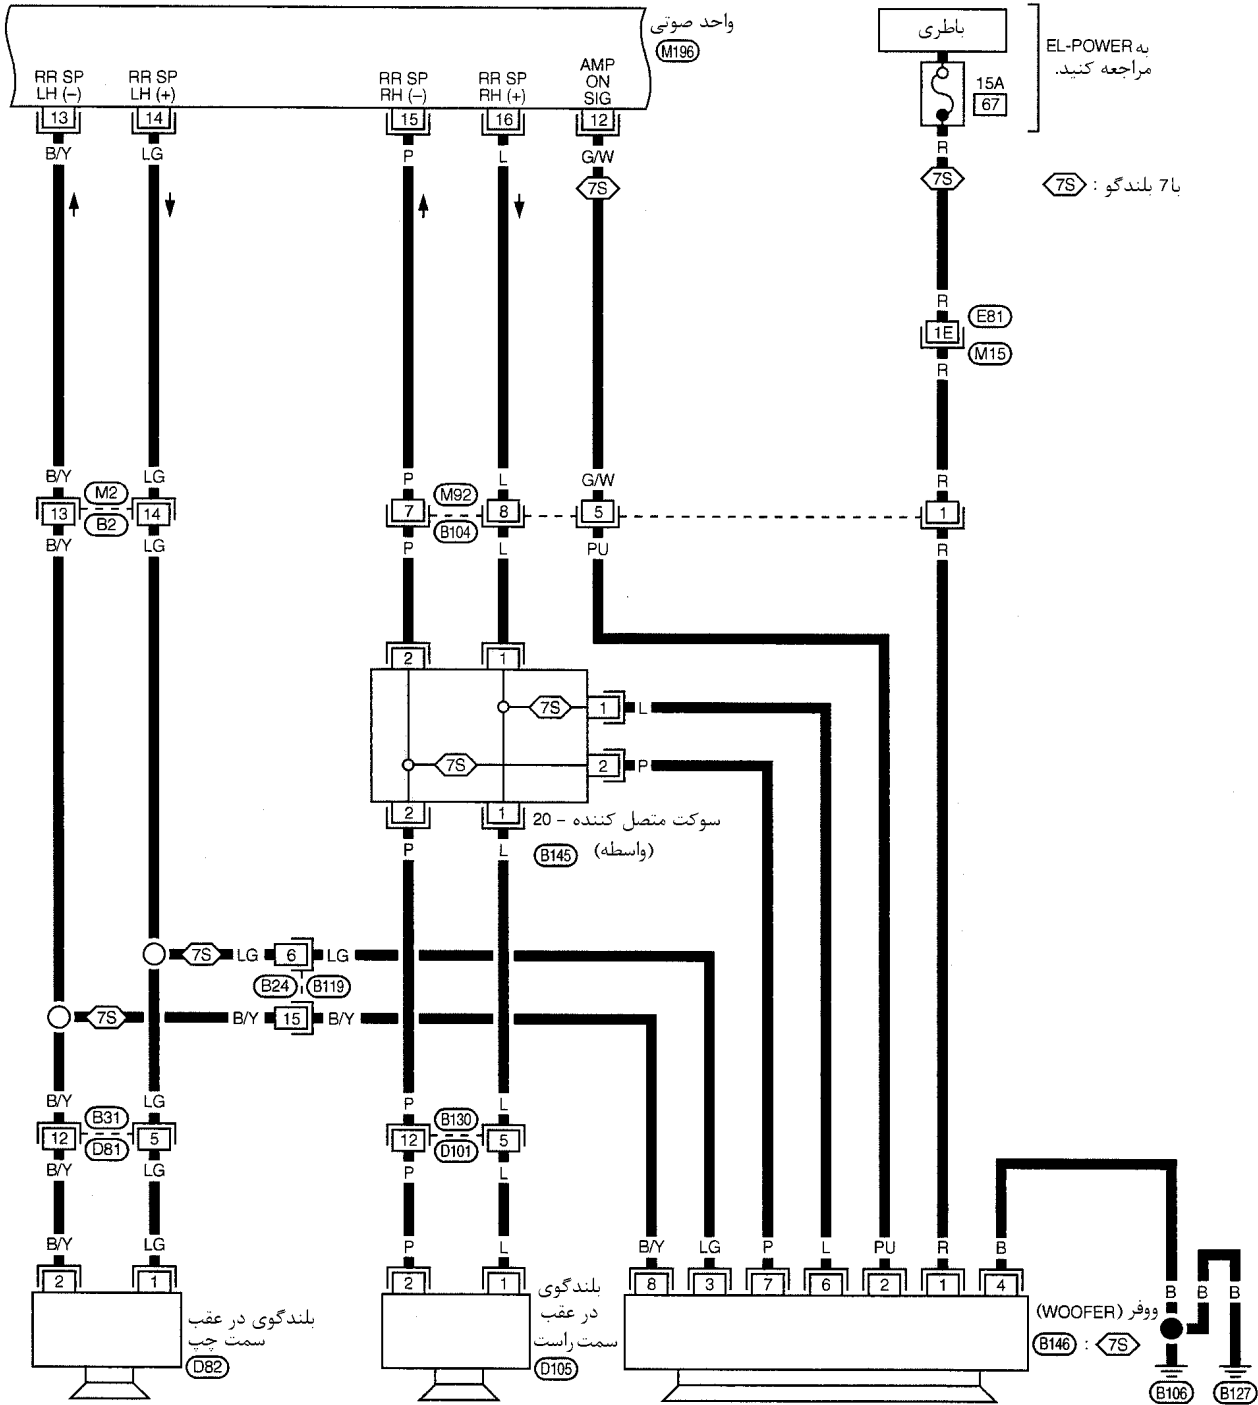 واحد صوتی
M196
RR SP
LH (–)
RR SP
LH (+)
RR SP
RH (–)
RR SP
RH (+)
AMP
ON
SIG
13
14
15
16
12
B/Y
LG
P
L
G/W
7S
باطری
به EL-POWER
مراجعه کنید.
15A
67
R
7S
با 7 بلندگو : 7S
R
1E
E81
M15
R
B/Y
LG
P
L
G/W
R
13
M2
B2
14
7
M92
B104
8
5
1
B/Y
LG
P
L
PU
R
2
1
7S
1
L
7S
2
P
2
1
سوکت متصل کننده – 20
(واسطه)
B145
P
L
7S
LG
6
LG
B24
B119
7S
B/Y
15
B/Y
B/Y
LG
P
L
12
B31
D81
5
12
B130
D101
5
B/Y
LG
P
L
B/Y
LG
P
L
B/Y
LG
P
L
PU
R
B
2
1
2
1
8
3
7
6
2
1
4
بلندگوی در عقب
سمت چپ
D82
بلندگوی
در عقب
سمت راست
D105
ووفر (WOOFER)
B146 : 7S
B
B
B
B106
B127